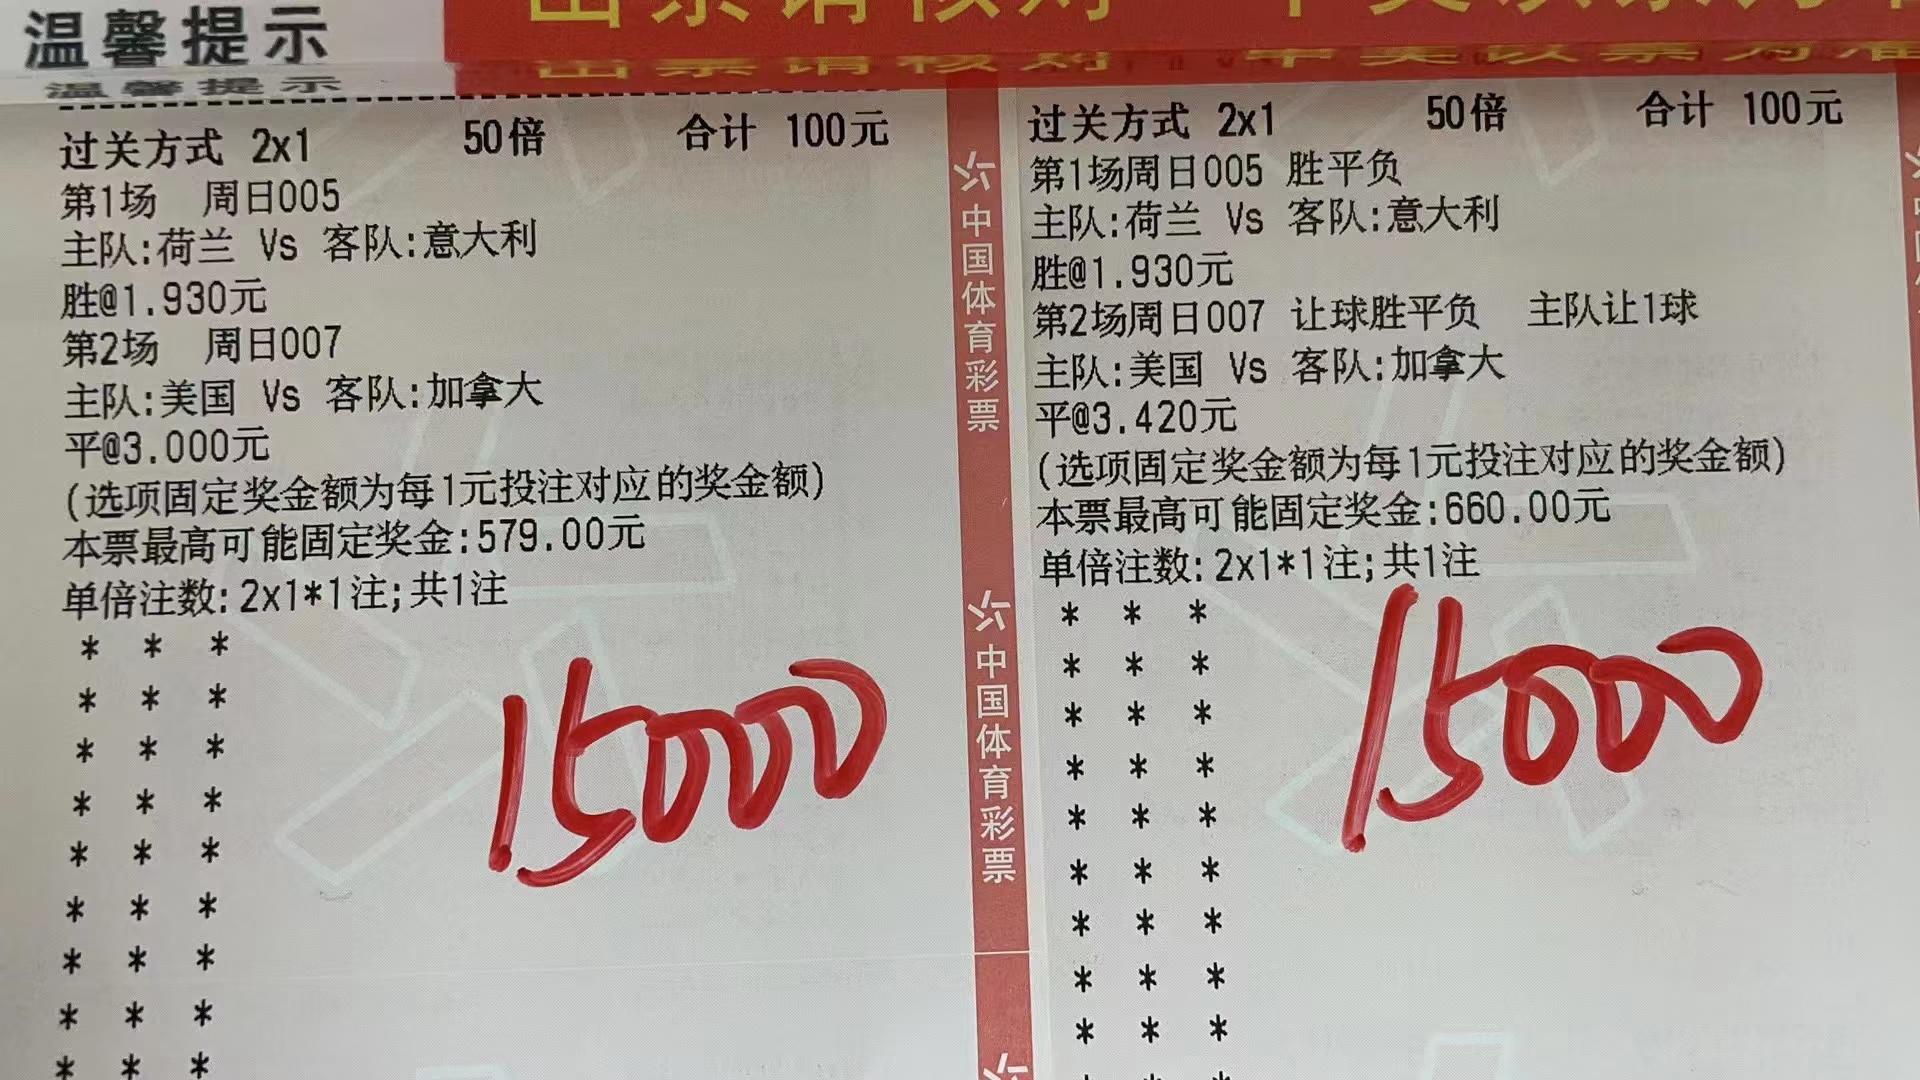 温馨提示
出票请核对 中奖以票为准
温馨提示
过关方式 2x1 50倍 合计 100元
第1场 周日005
主队:荷兰 Vs 客队:意大利
胜@1.930元
第2场 周日007
主队:美国 Vs 客队:加拿大
平@3.000元
(选项固定奖金额为每1元投注对应的奖金额)
本票最高可能固定奖金:579.00元
单倍注数:2x1*1注;共1注
* * *
* * *
* * *
* * *
* * *
* * *
* * *
* * *
* * *
15000
中国体育彩票
中国体育彩票
过关方式 2x1 50倍 合计 100元
第1场周日005 胜平负
主队:荷兰 Vs 客队:意大利
胜@1.930元
第2场周日007 让球胜平负 主队让1球
主队:美国 Vs 客队:加拿大
平@3.420元
(选项固定奖金额为每1元投注对应的奖金额)
本票最高可能固定奖金:660.00元
单倍注数:2x1*1注;共1注
* * *
* * *
* * *
* * *
* * *
* * *
* * *
* * *
* * *
15000